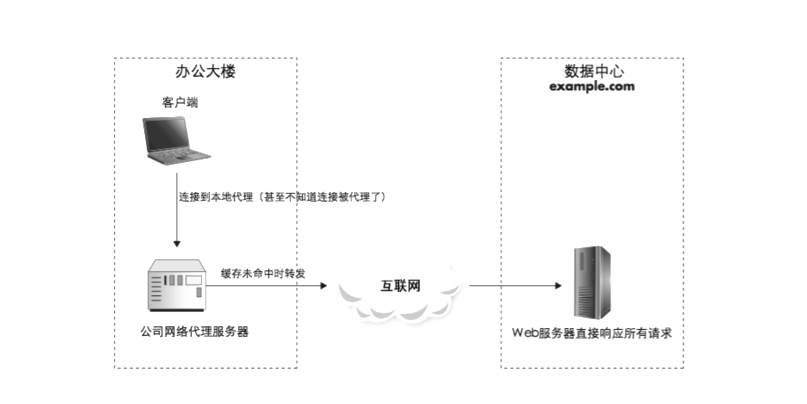 办公大楼
数据中心
example.com
客户端
连接到本地代理（甚至不知道连接被代理了）
缓存未命中时转发
互联网
公司网络代理服务器
Web服务器直接响应所有请求